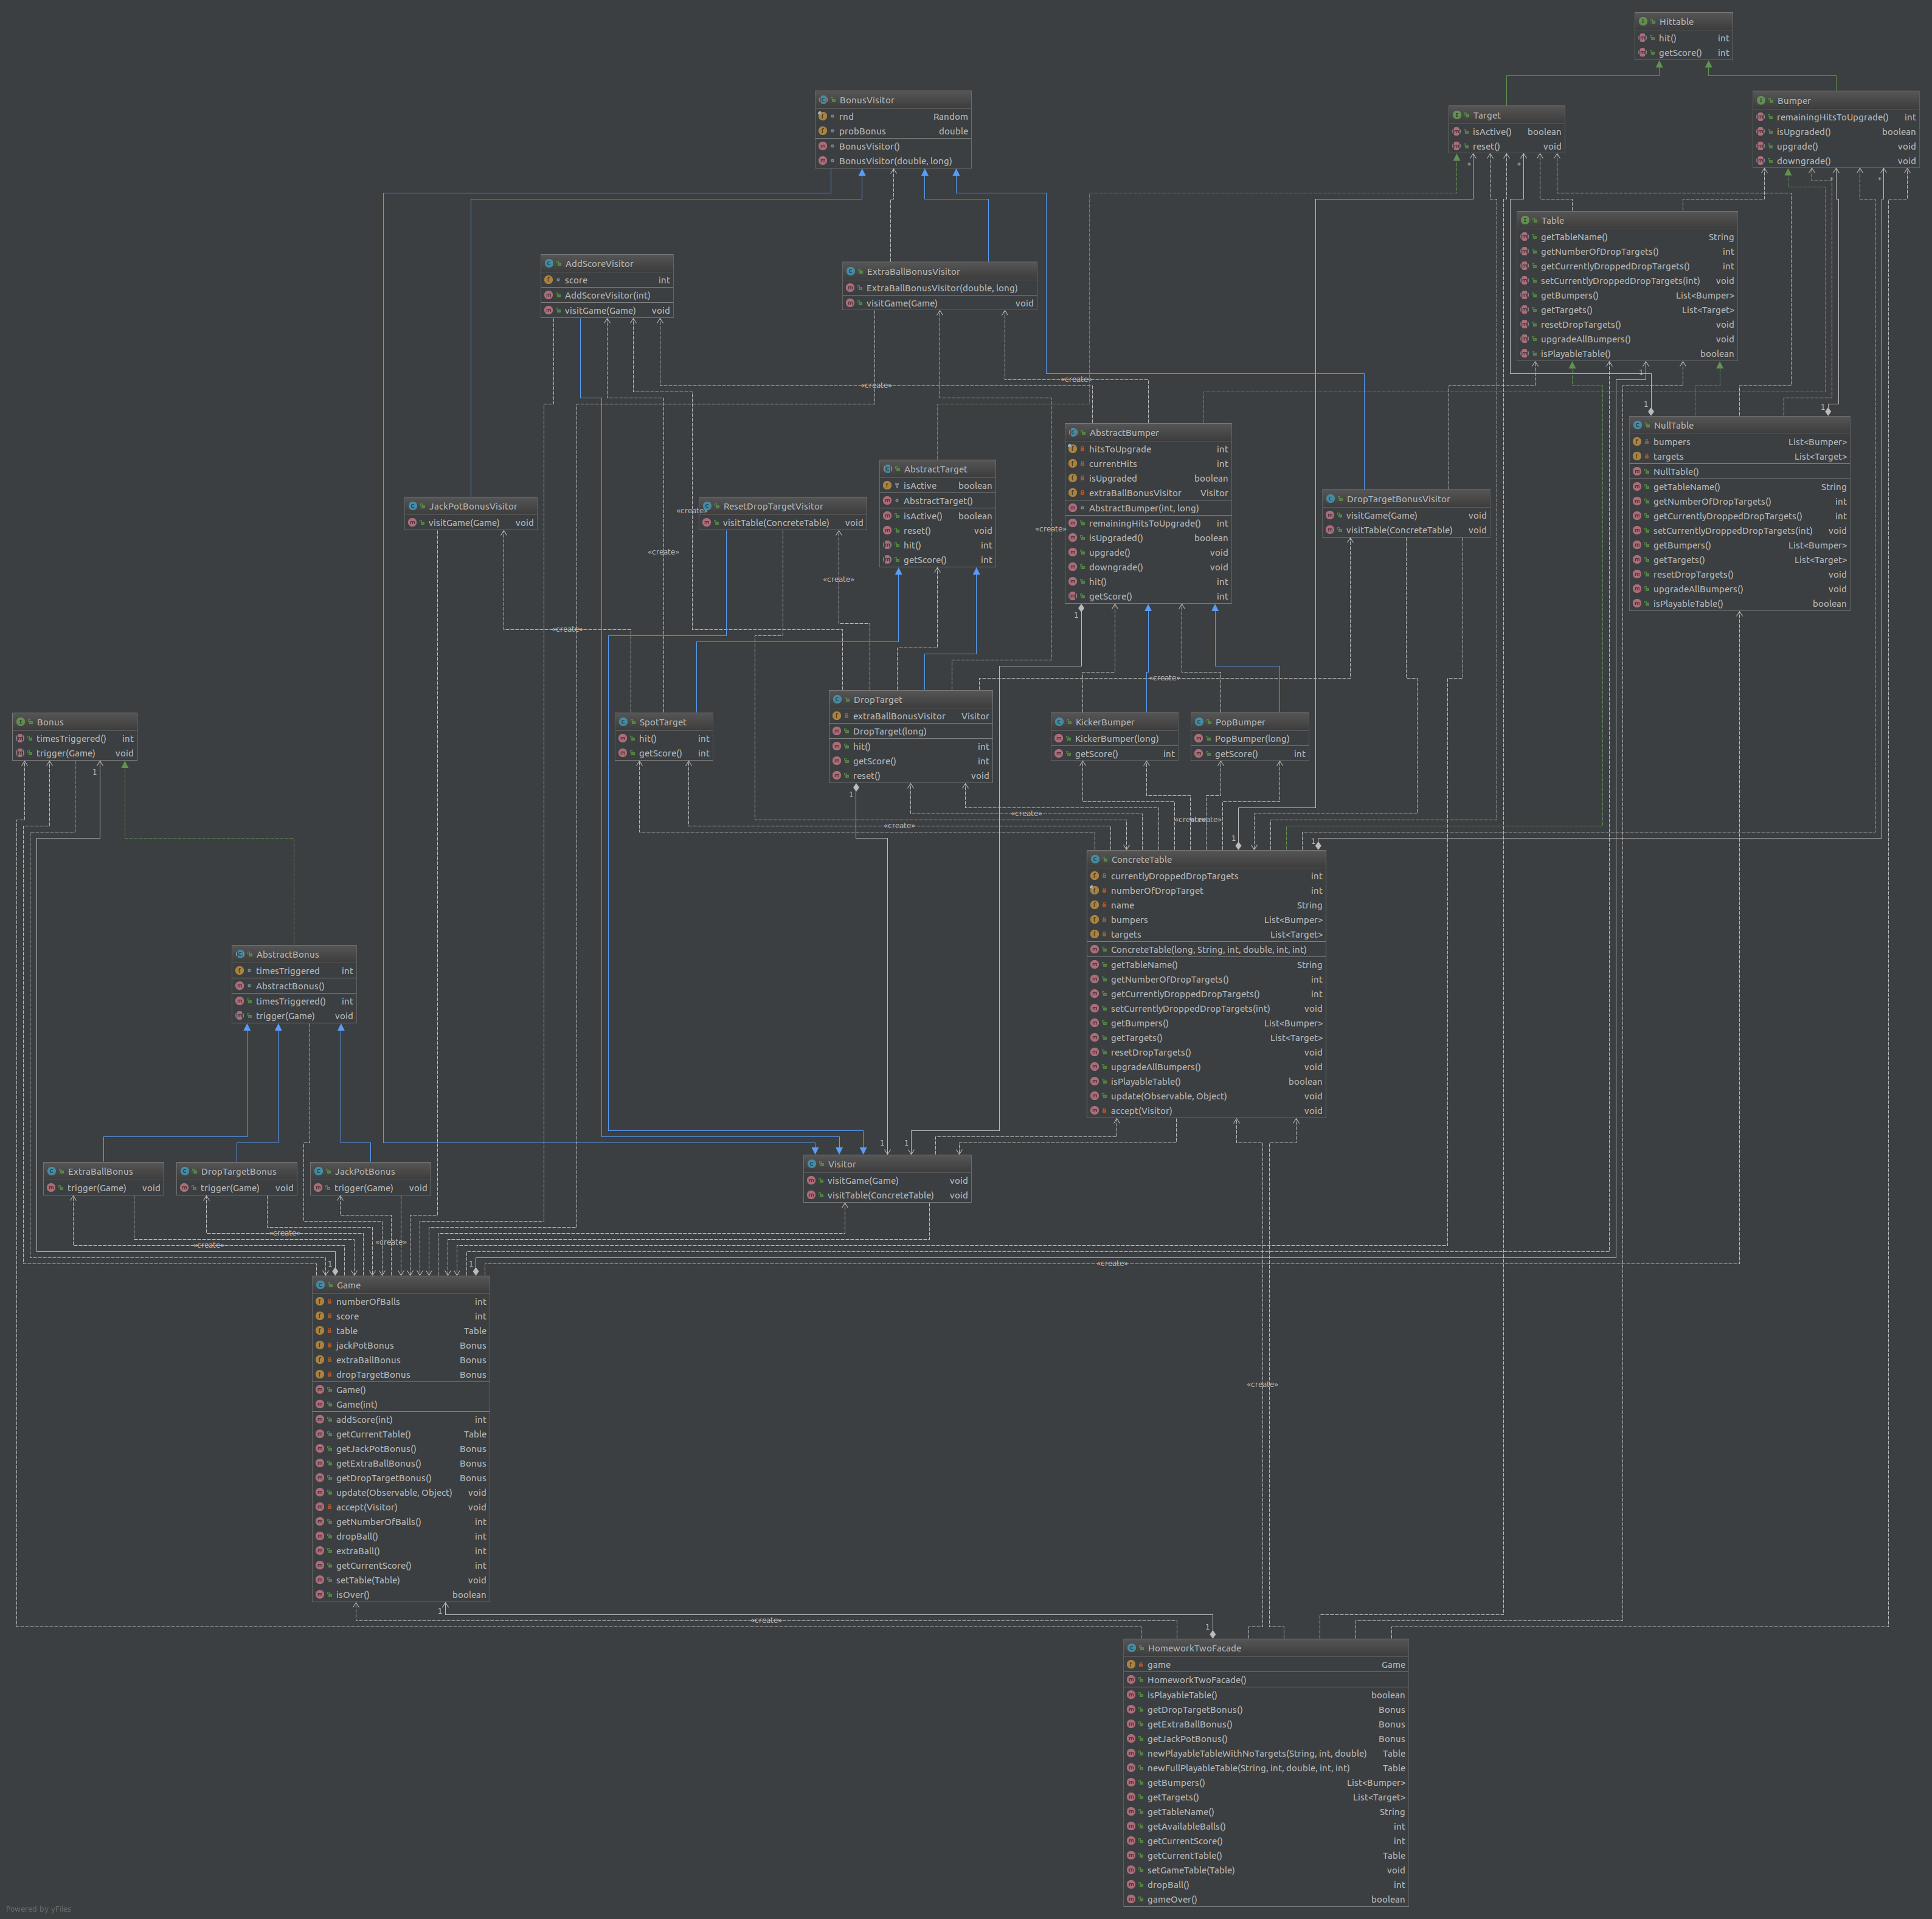 Hittable
hit() int
getScore() int
BonusVisitor
rnd Random
probBonus double
BonusVisitor()
BonusVisitor(double, long)
Target
isActive() boolean
reset() void
Bumper
remainingHitsToUpgrade() int
isUpgraded() boolean
upgrade() void
downgrade() void
*
*
*
*
Table
getTableName() String
getNumberOfDropTargets() int
getCurrentlyDroppedDropTargets() int
setCurrentlyDroppedDropTargets(int) void
getBumpers() List<Bumper>
getTargets() List<Target>
resetDropTargets() void
upgradeAllBumpers() void
isPlayableTable() boolean
AddScoreVisitor
score int
AddScoreVisitor(int)
visitGame(Game) void
ExtraBallBonusVisitor
ExtraBallBonusVisitor(double, long)
visitGame(Game) void
1
«create»
«create»
1
1
AbstractBumper
hitsToUpgrade int
currentHits int
isUpgraded boolean
extraBallBonusVisitor Visitor
AbstractBumper(int, long)
remainingHitsToUpgrade() int
isUpgraded() boolean
upgrade() void
downgrade() void
hit() int
getScore() int
1
NullTable
bumpers List<Bumper>
targets List<Target>
NullTable()
getTableName() String
getNumberOfDropTargets() int
getCurrentlyDroppedDropTargets() int
setCurrentlyDroppedDropTargets(int) void
getBumpers() List<Bumper>
getTargets() List<Target>
resetDropTargets() void
upgradeAllBumpers() void
isPlayableTable() boolean
AbstractTarget
isActive boolean
AbstractTarget()
isActive() boolean
reset() void
hit() int
getScore() int
JackPotBonusVisitor
visitGame(Game) void
ResetDropTargetVisitor
visitTable(ConcreteTable) void
DropTargetBonusVisitor
visitGame(Game) void
visitTable(ConcreteTable) void
«create»
«create»
«create»
«create»
«create»
«create»
DropTarget
extraBallBonusVisitor Visitor
DropTarget(long)
hit() int
getScore() int
reset() void
1
SpotTarget
hit() int
getScore() int
KickerBumper
KickerBumper(long)
getScore() int
PopBumper
PopBumper(long)
getScore() int
Bonus
timesTriggered() int
trigger(Game) void
1
«create»
«create»
«create»
«create»
1
1
ConcreteTable
currentlyDroppedDropTargets int
numberOfDropTarget int
name String
bumpers List<Bumper>
targets List<Target>
ConcreteTable(long, String, int, double, int, int)
getTableName() String
getNumberOfDropTargets() int
getCurrentlyDroppedDropTargets() int
setCurrentlyDroppedDropTargets(int) void
getBumpers() List<Bumper>
getTargets() List<Target>
resetDropTargets() void
upgradeAllBumpers() void
isPlayableTable() boolean
update(Observable, Object) void
accept(Visitor) void
AbstractBonus
timesTriggered int
AbstractBonus()
timesTriggered() int
trigger(Game) void
1
1
ExtraBallBonus
trigger(Game) void
DropTargetBonus
trigger(Game) void
JackPotBonus
trigger(Game) void
Visitor
visitGame(Game) void
visitTable(ConcreteTable) void
«create»
«create»
«create»
1
1
«create»
Game
numberOfBalls int
score int
table Table
jackPotBonus Bonus
extraBallBonus Bonus
dropTargetBonus Bonus
Game()
Game(int)
addScore(int) int
getCurrentTable() Table
getJackPotBonus() Bonus
getExtraBallBonus() Bonus
getDropTargetBonus() Bonus
update(Observable, Object) void
accept(Visitor) void
getNumberOfBalls() int
dropBall() int
extraBall() int
getCurrentScore() int
setTable(Table) void
isOver() boolean
«create»
1
«create»
1
HomeworkTwoFacade
game Game
HomeworkTwoFacade()
isPlayableTable() boolean
getDropTargetBonus() Bonus
getExtraBallBonus() Bonus
getJackPotBonus() Bonus
newPlayableTableWithNoTargets(String, int, double) Table
newFullPlayableTable(String, int, double, int, int) Table
getBumpers() List<Bumper>
getTargets() List<Target>
getTableName() String
getAvailableBalls() int
getCurrentScore() int
getCurrentTable() Table
setGameTable(Table) void
dropBall() int
gameOver() boolean
Powered by yFiles